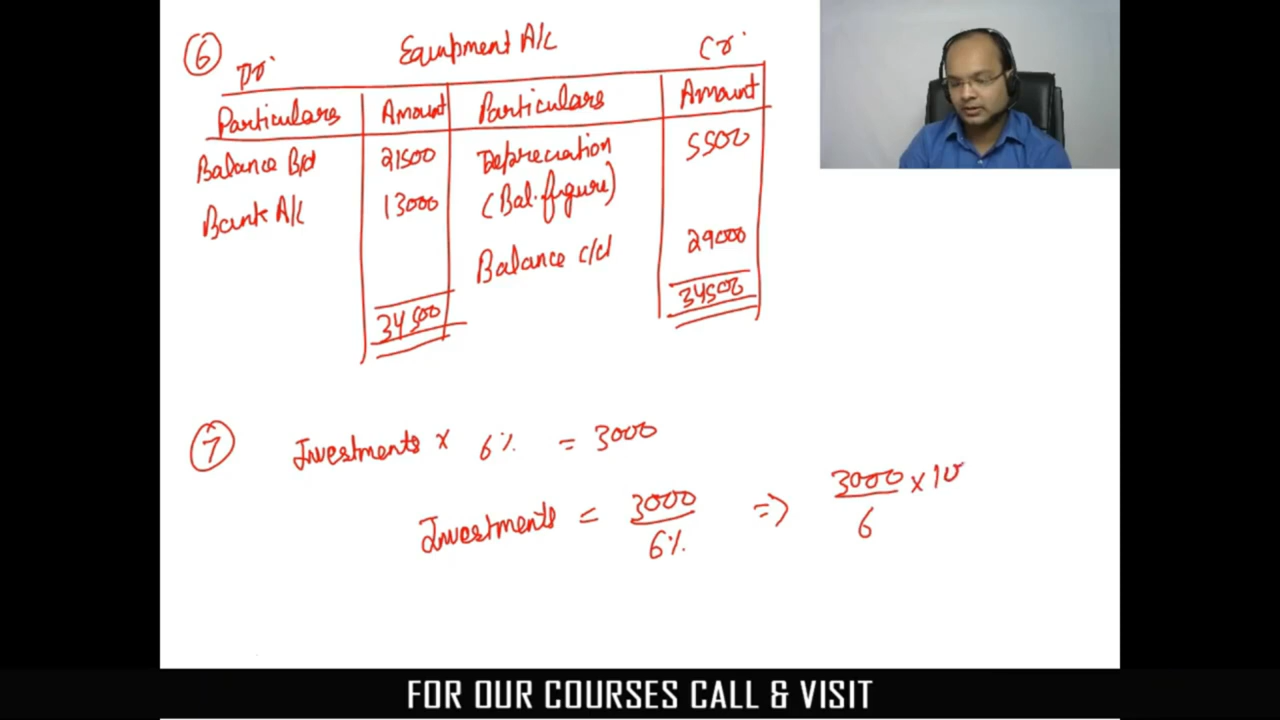 6
Dr. Equipment A/c Cr.
Particulars Amount Particulars Amount
Balance B/d 21500 Depreciation 5500
Bank A/c 13000 (Bal. figure)
Balance c/d 29000
34500 34500
7 Investments × 6% = 3000
Investments = 3000 / 6% => 3000 / 6 × 10
FOR OUR COURSES CALL & VISIT